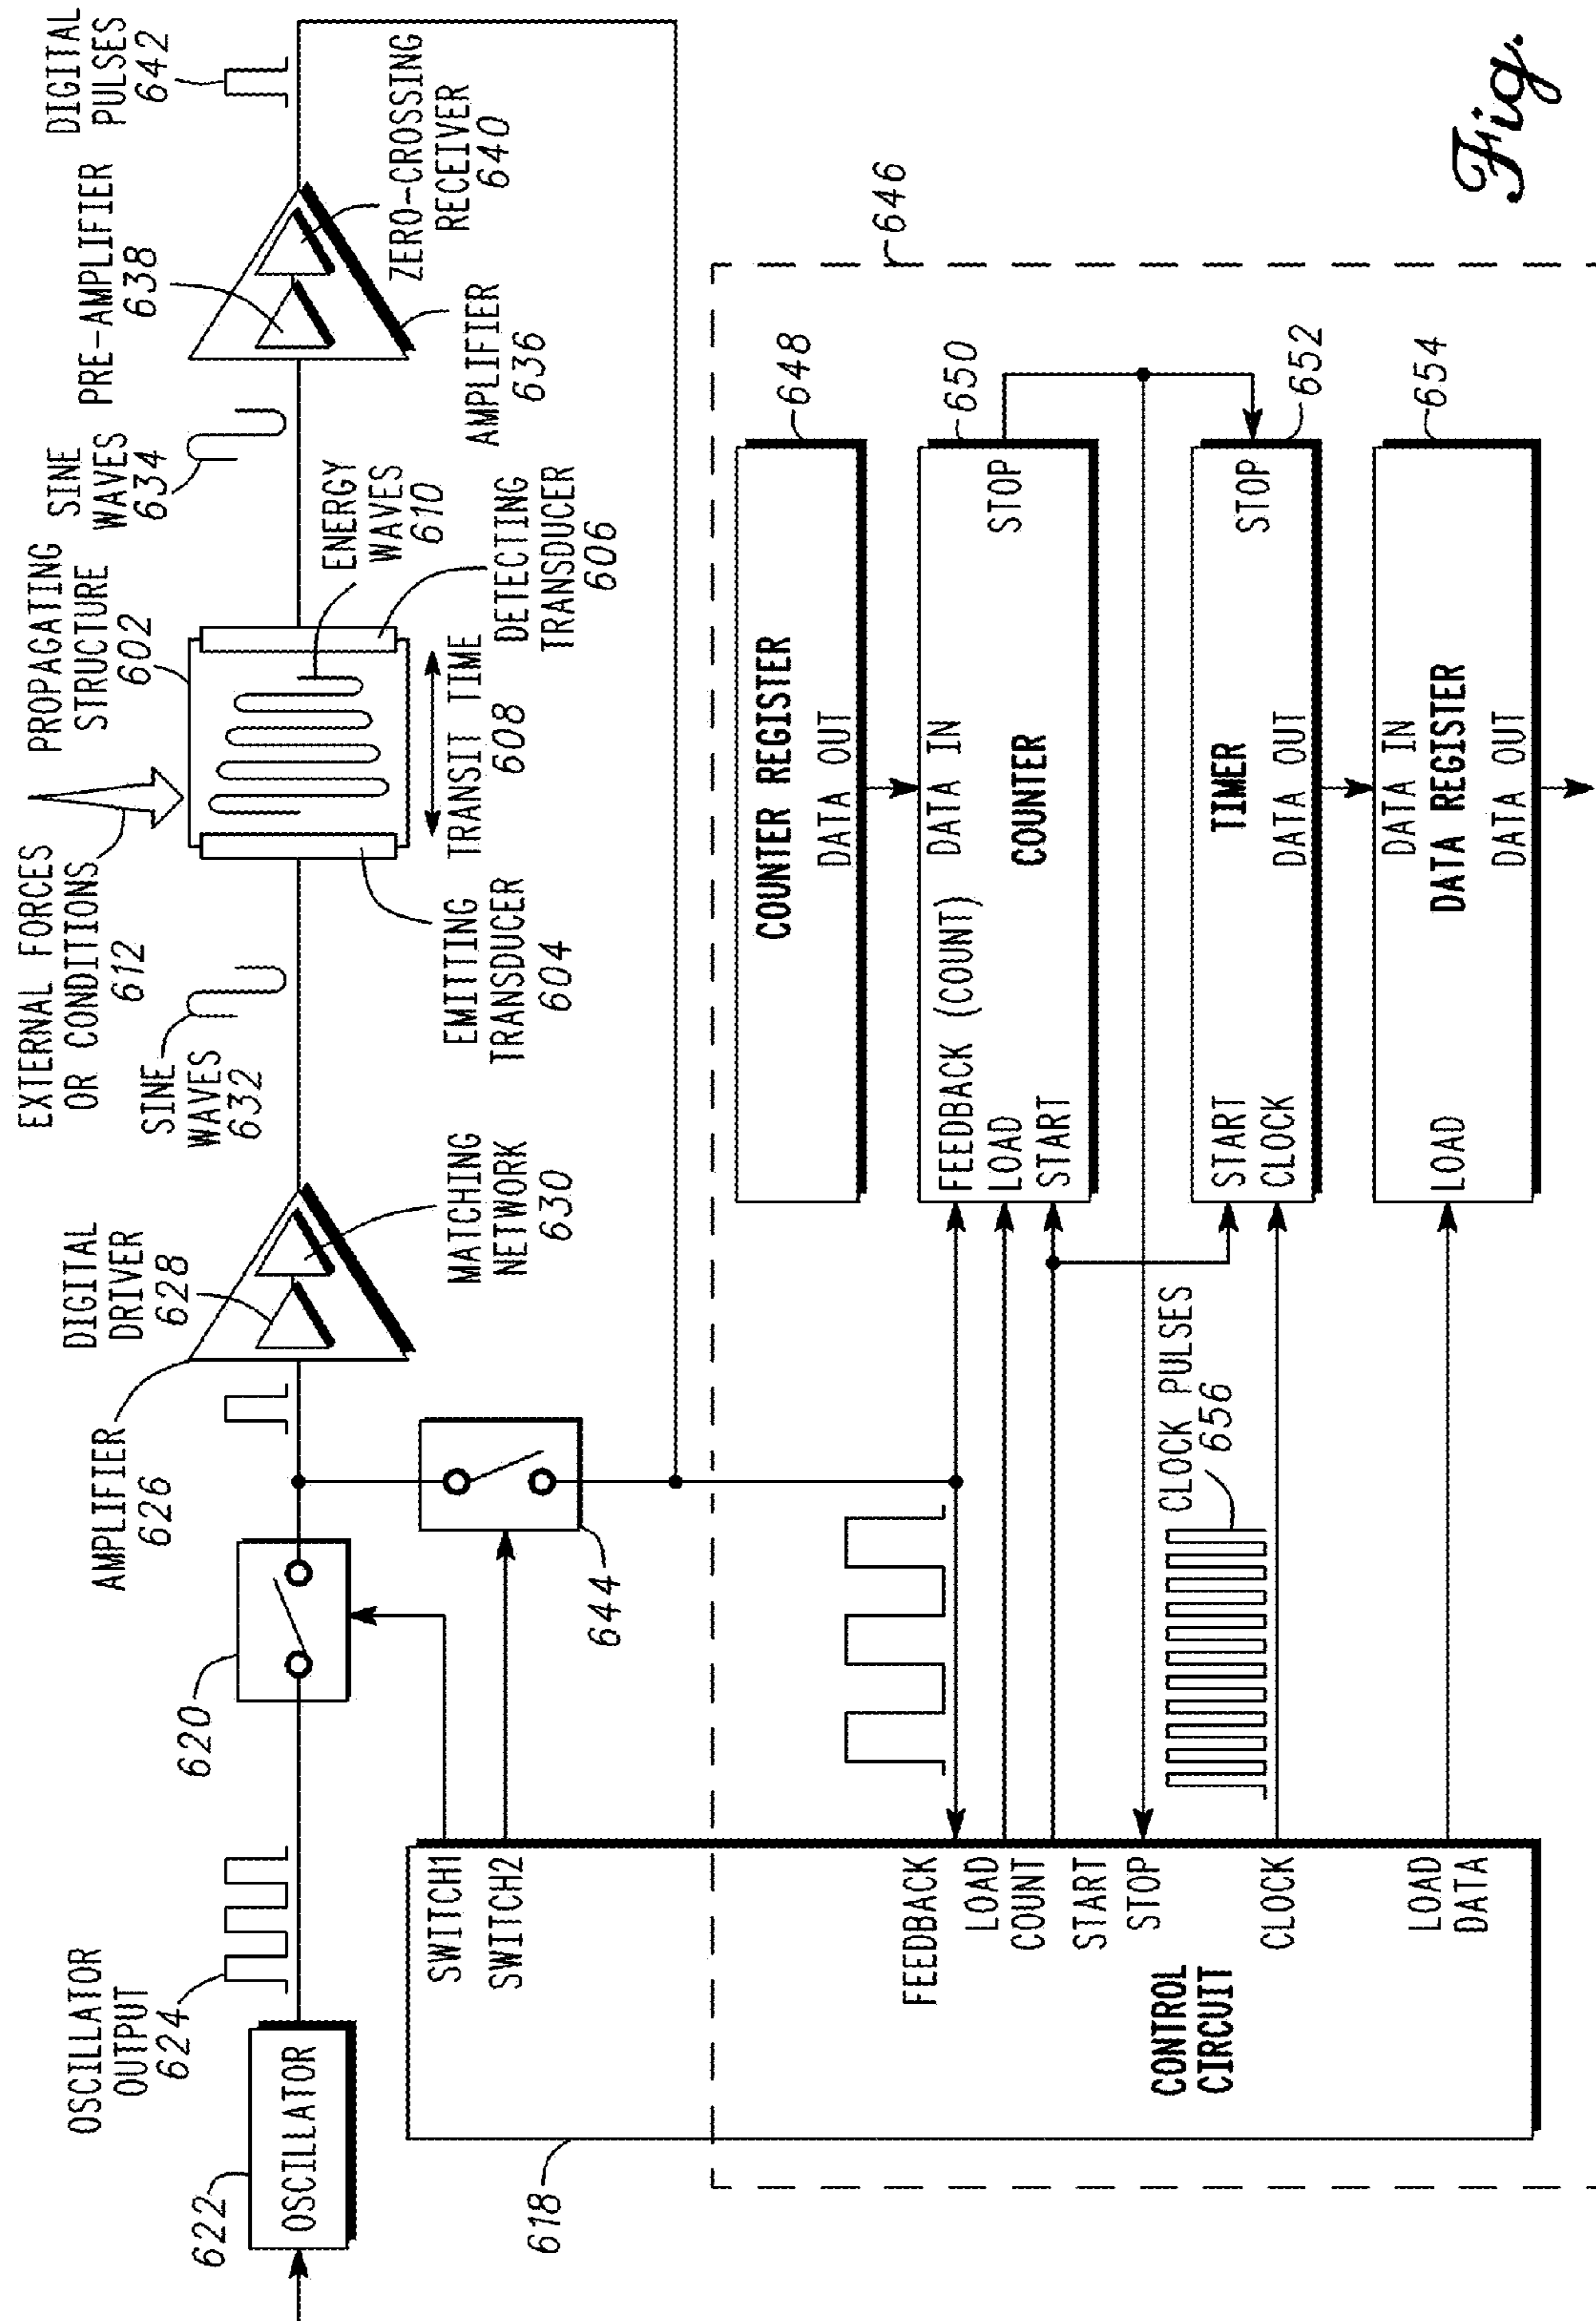 OSCILLATOR
OUTPUT
624
622
OSCILLATOR
620
AMPLIFIER
626
DIGITAL
DRIVER
628
MATCHING
NETWORK
630
EXTERNAL FORCES
OR CONDITIONS
612
SINE
WAVES
632
EMITTING
TRANSDUCER
604
PROPAGATING
STRUCTURE
602
TRANSIT TIME
608
ENERGY
WAVES
610
DETECTING
TRANSDUCER
606
SINE
WAVES
634
PRE-AMPLIFIER
638
AMPLIFIER
636
ZERO-CROSSING
RECEIVER
640
DIGITAL
PULSES
642
644
646
618
SWITCH1
SWITCH2
FEEDBACK
LOAD
COUNT
START
STOP
CLOCK
LOAD
DATA
CONTROL
CIRCUIT
CLOCK PULSES
656
COUNTER REGISTER
DATA OUT
648
FEEDBACK (COUNT)
LOAD
START
DATA IN
COUNTER
STOP
650
START
CLOCK
TIMER
DATA OUT
STOP
652
LOAD
DATA IN
DATA REGISTER
DATA OUT
654
Fig.